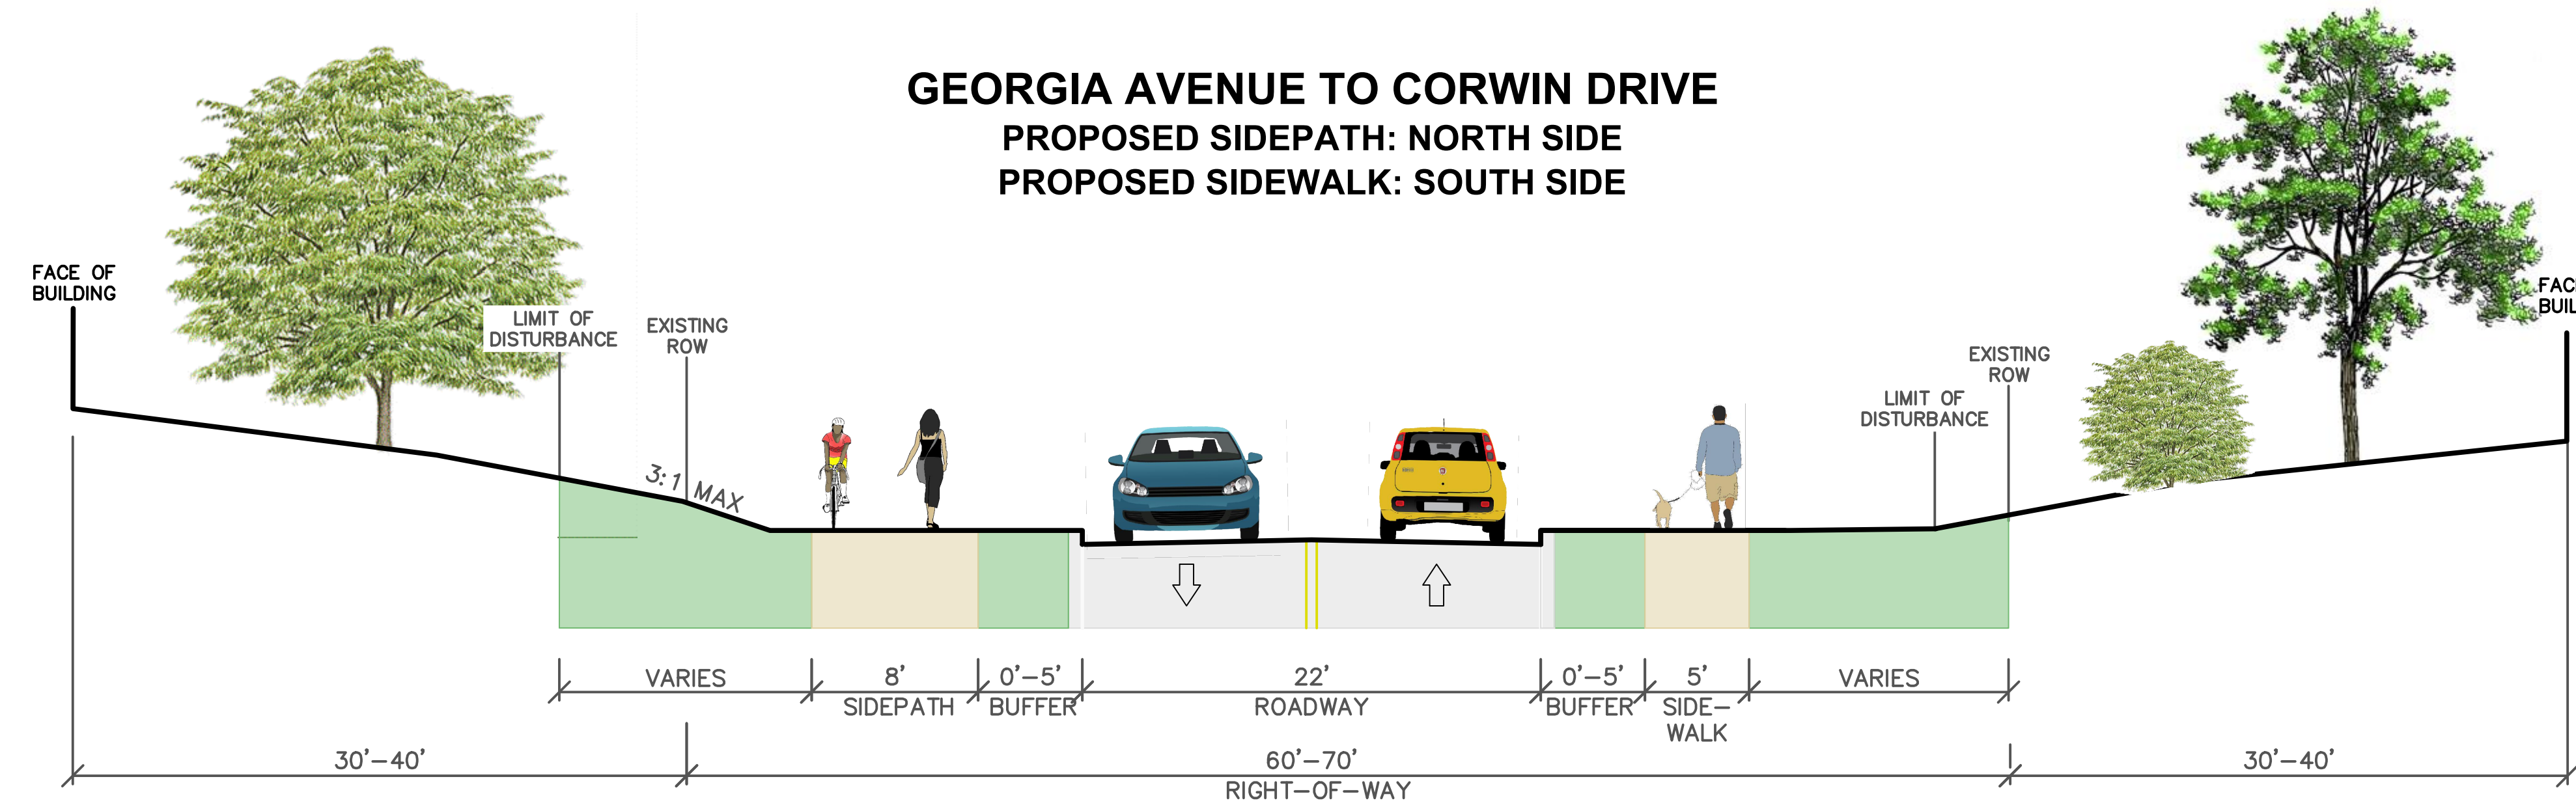 GEORGIA AVENUE TO CORWIN DRIVE
PROPOSED SIDEPATH: NORTH SIDE
PROPOSED SIDEWALK: SOUTH SIDE
FACE OF
BUILDING
LIMIT OF
DISTURBANCE
EXISTING
ROW
3:1 MAX
EXISTING
ROW
LIMIT OF
DISTURBANCE
FAC
BUIL
VARIES
8'
SIDEPATH
0'-5'
BUFFER
22'
ROADWAY
0'-5'
BUFFER
5'
SIDE-
WALK
VARIES
30'-40'
60'-70'
RIGHT-OF-WAY
30'-40'